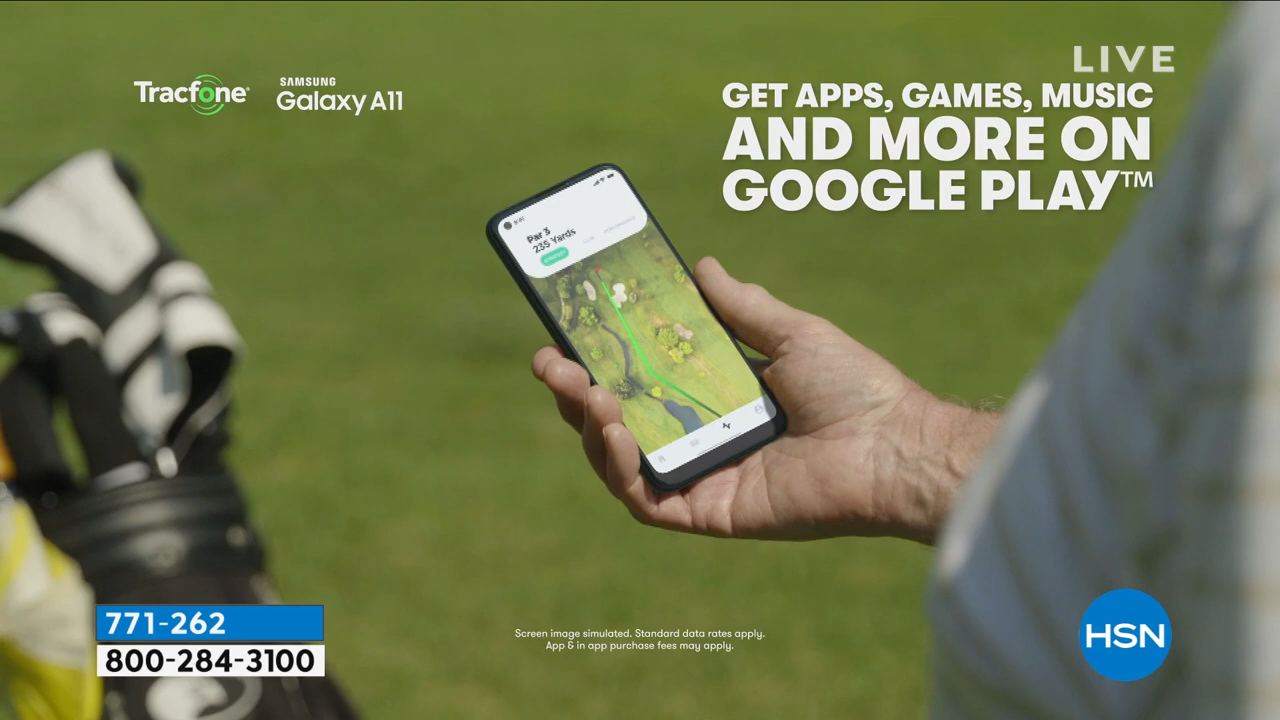 LIVE
Tracfone®
SAMSUNG
Galaxy A11
GET APPS, GAMES, MUSIC
AND MORE ON
GOOGLE PLAY™
Par 3
235 Yards
771-262
800-284-3100
Screen image simulated. Standard data rates apply.
App & in app purchase fees may apply.
HSN